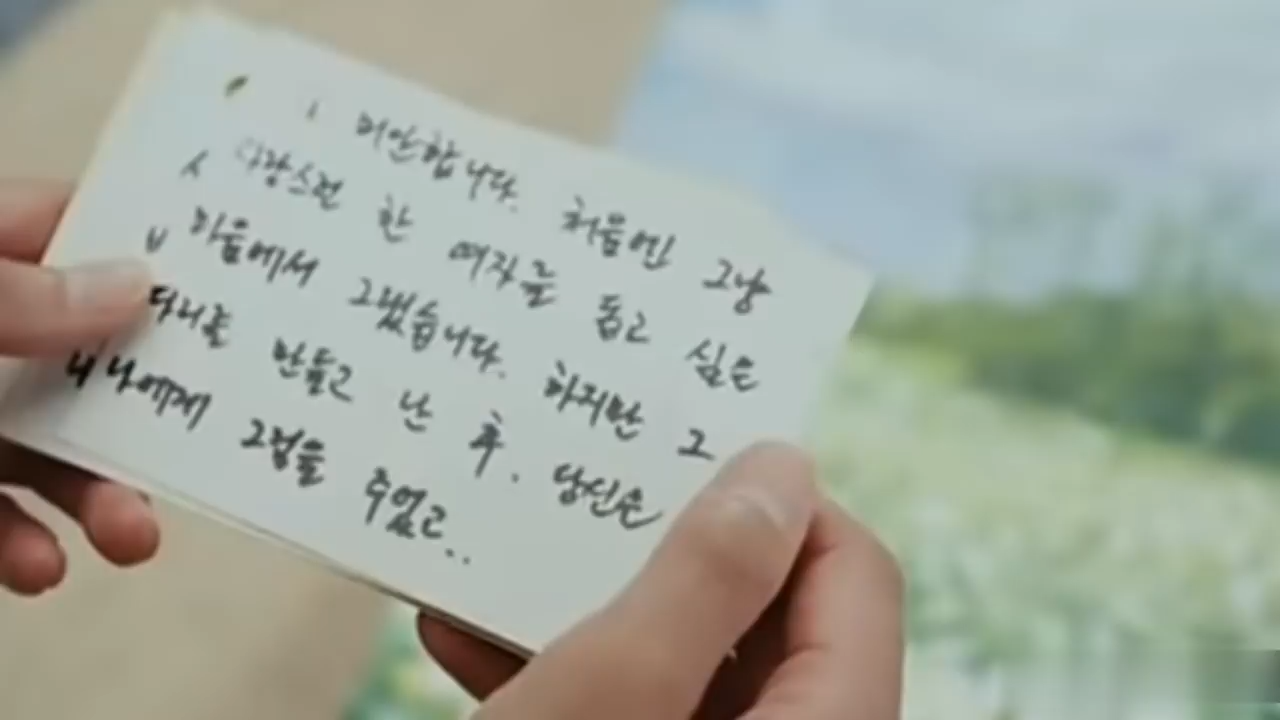 미안합니다. 처음엔 그냥
사랑스런 한 여자를 돕고 싶은
마음에서 그랬습니다. 하지만 그
다리를 만들고 난 후. 당신은
나에게 그림을 주었고..